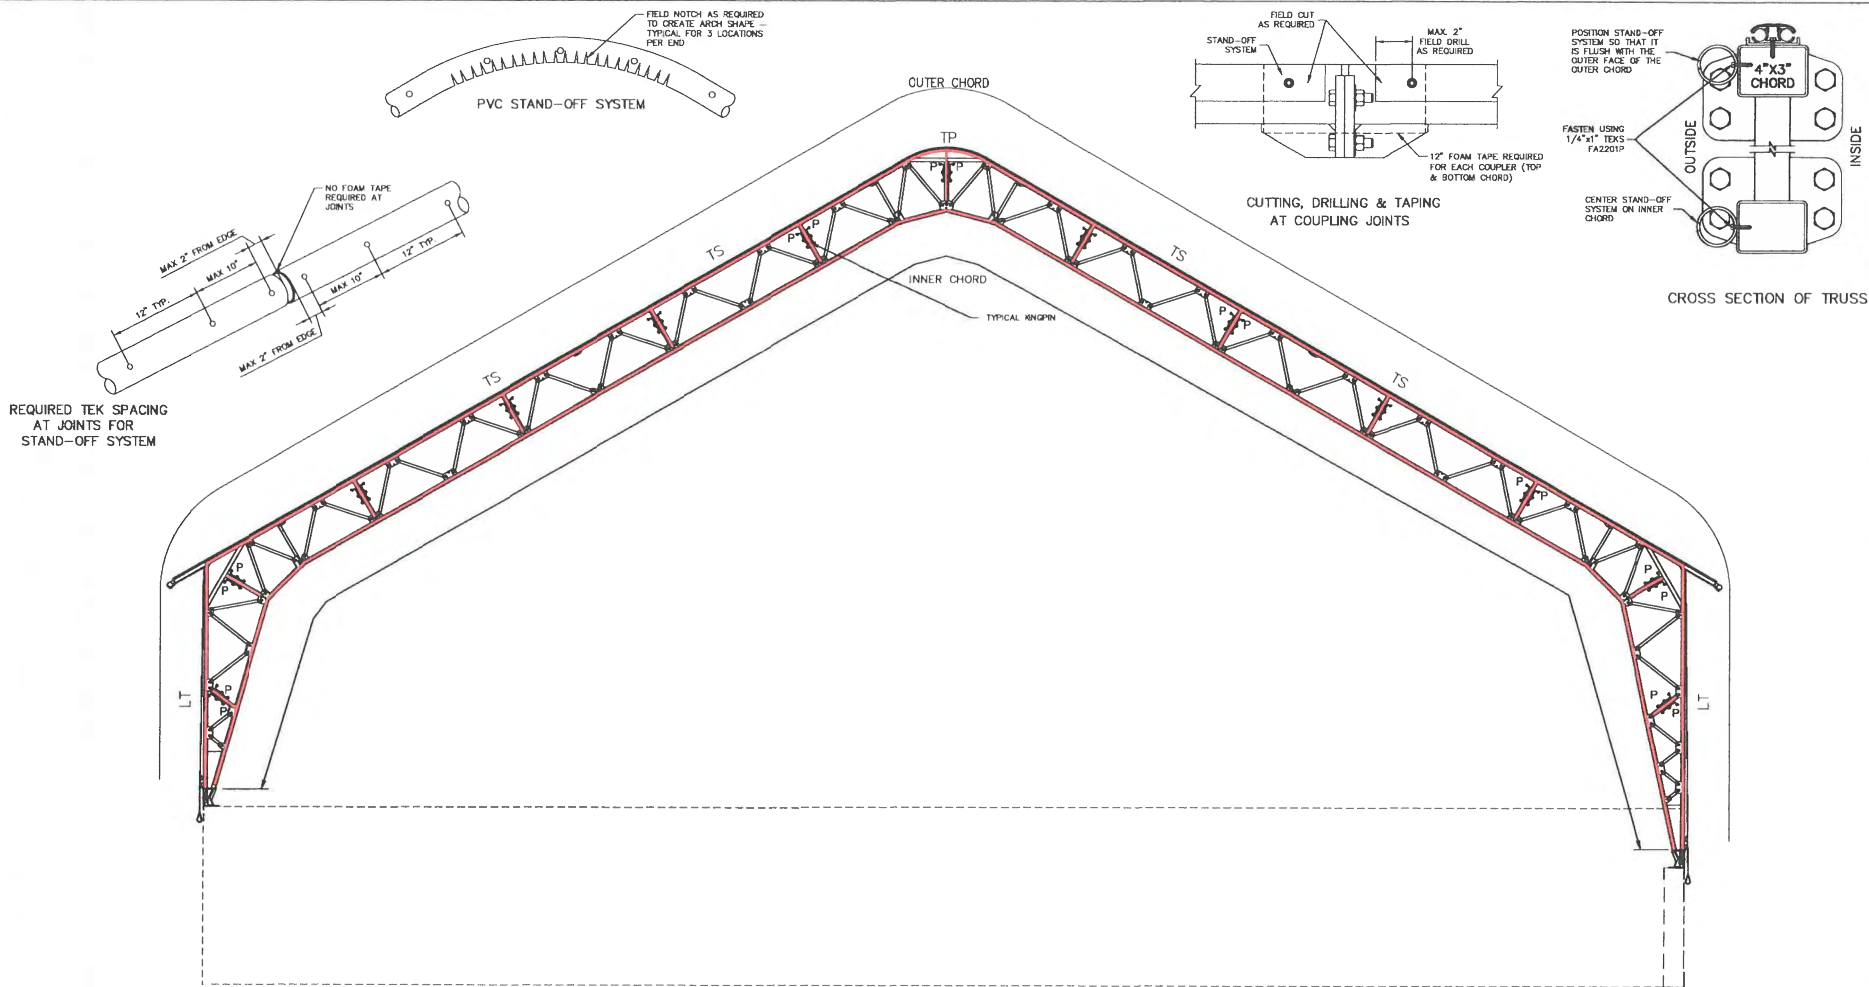 FIELD NOTCH AS REQUIRED
TO CREATE ARCH SHAPE –
TYPICAL FOR 3 LOCATIONS
PER END
PVC STAND-OFF SYSTEM
FIELD CUT
AS REQUIRED
STAND-OFF
SYSTEM
MAX. 2"
FIELD DRILL
AS REQUIRED
12" FOAM TAPE REQUIRED
FOR EACH COUPLER (TOP
& BOTTOM CHORD)
CUTTING, DRILLING & TAPING
AT COUPLING JOINTS
POSITION STAND-OFF
SYSTEM SO THAT IT
IS FLUSH WITH THE
OUTER FACE OF THE
OUTER CHORD
4"X3"
CHORD
FASTEN USING
1/4"x1" TEKS
FA2201P
OUTSIDE
INSIDE
CENTER STAND-OFF
SYSTEM ON INNER
CHORD
CROSS SECTION OF TRUSS
NO FOAM TAPE
REQUIRED AT
JOINTS
MAX 2" FROM EDGE
MAX 10"
12" TYP.
12" TYP.
MAX 10"
MAX 2" FROM EDGE
REQUIRED TEK SPACING
AT JOINTS FOR
STAND-OFF SYSTEM
OUTER CHORD
TP
P P
TS
P P
TS
INNER CHORD
TYPICAL KINGPIN
TS
P P
TS
P P
P
P
P
P
LT
P
P
P
P
LT